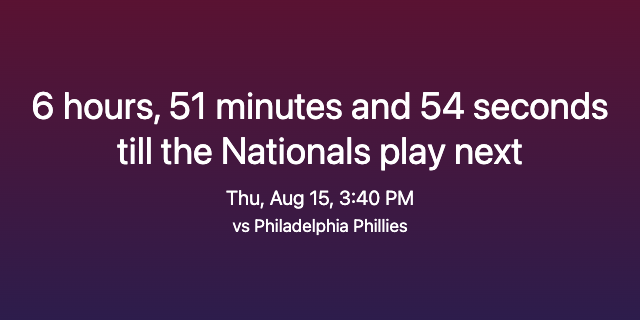 6 hours, 51 minutes and 54 seconds
till the Nationals play next
Thu, Aug 15, 3:40 PM
vs Philadelphia Phillies